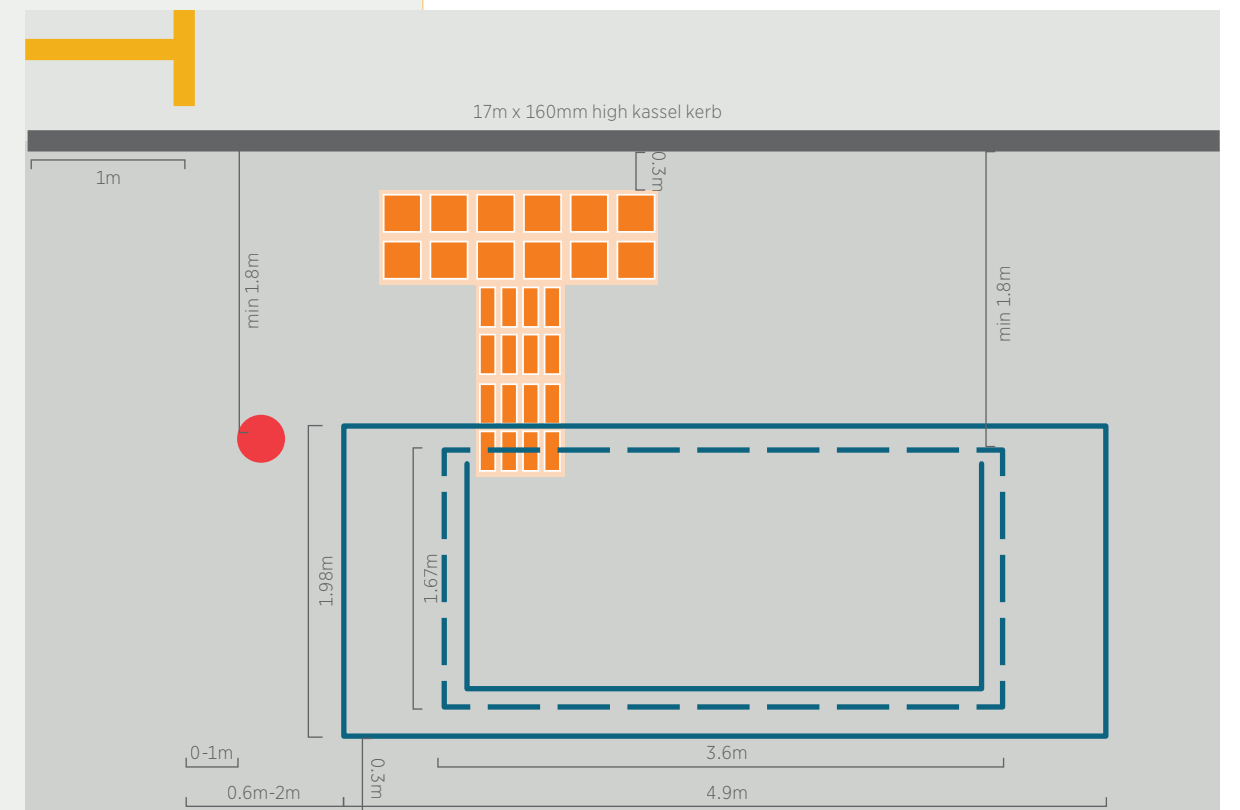 17m x 160mm high kassel kerb
1m
0.3m
min 1.8m
min 1.8m
1.98m
1.67m
0-1m
3.6m
0.3m
0.6m-2m
4.9m